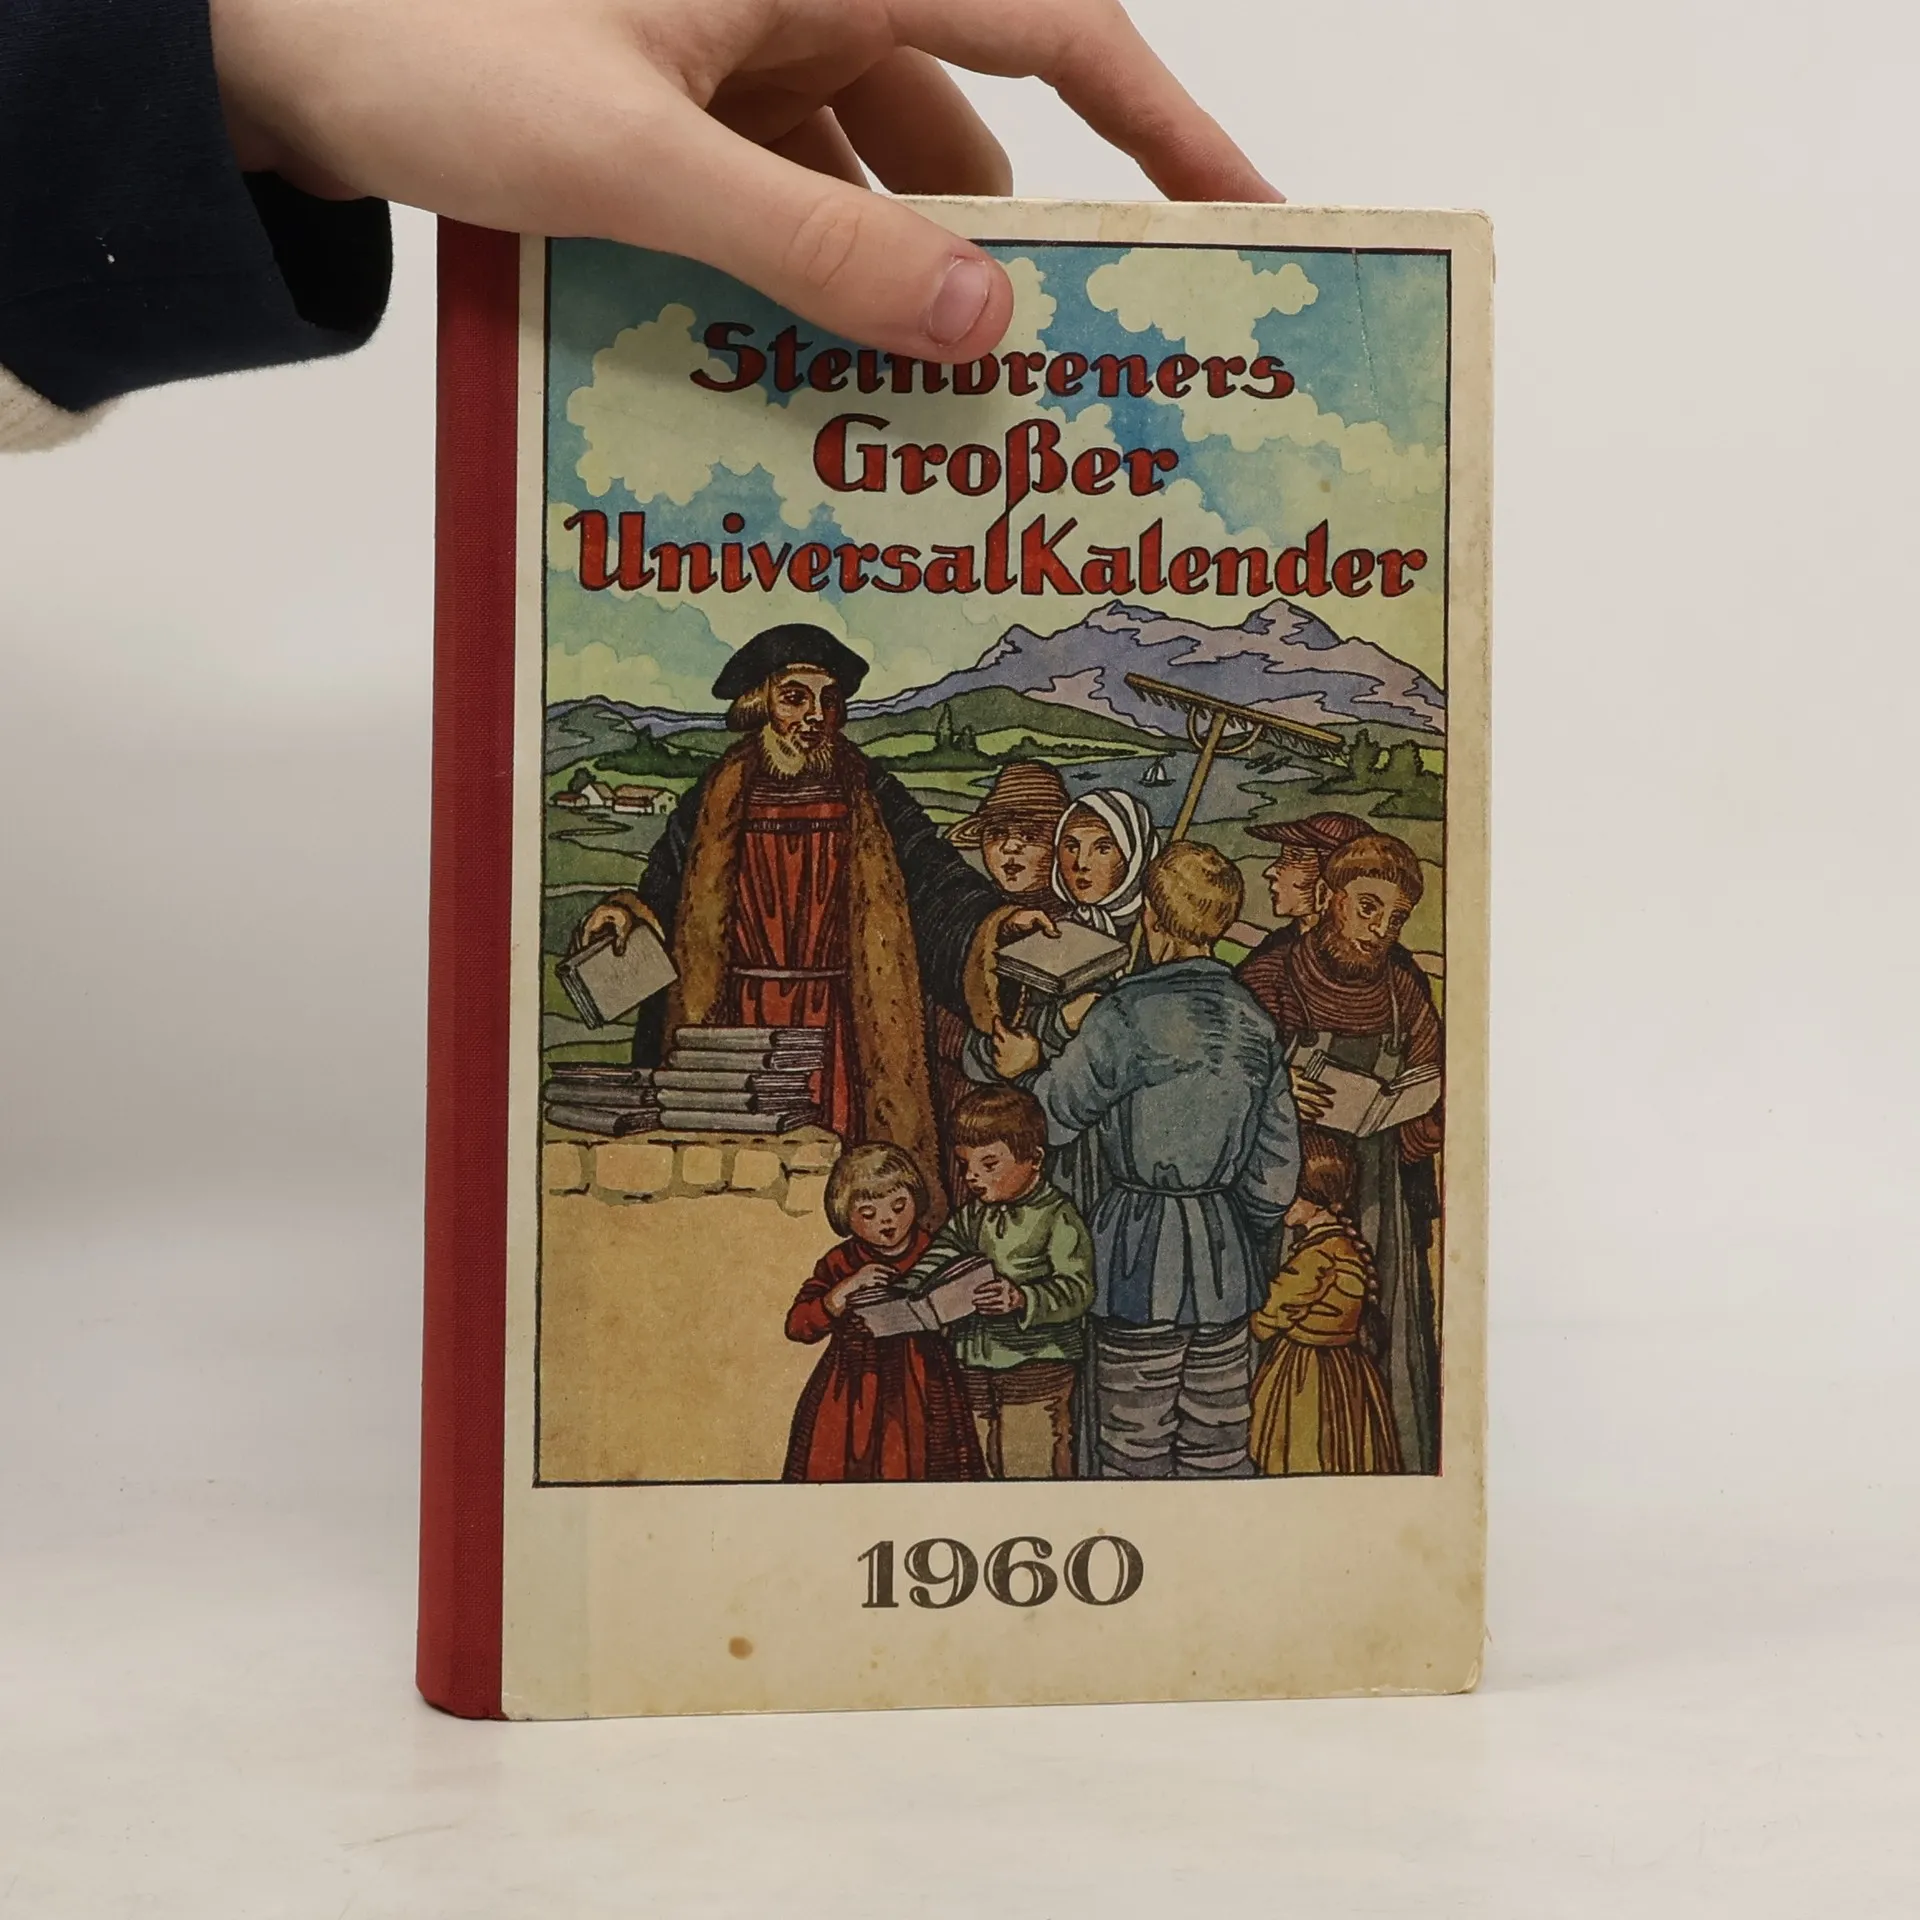 Steinbreners
Großer
UniversalKalender
1960